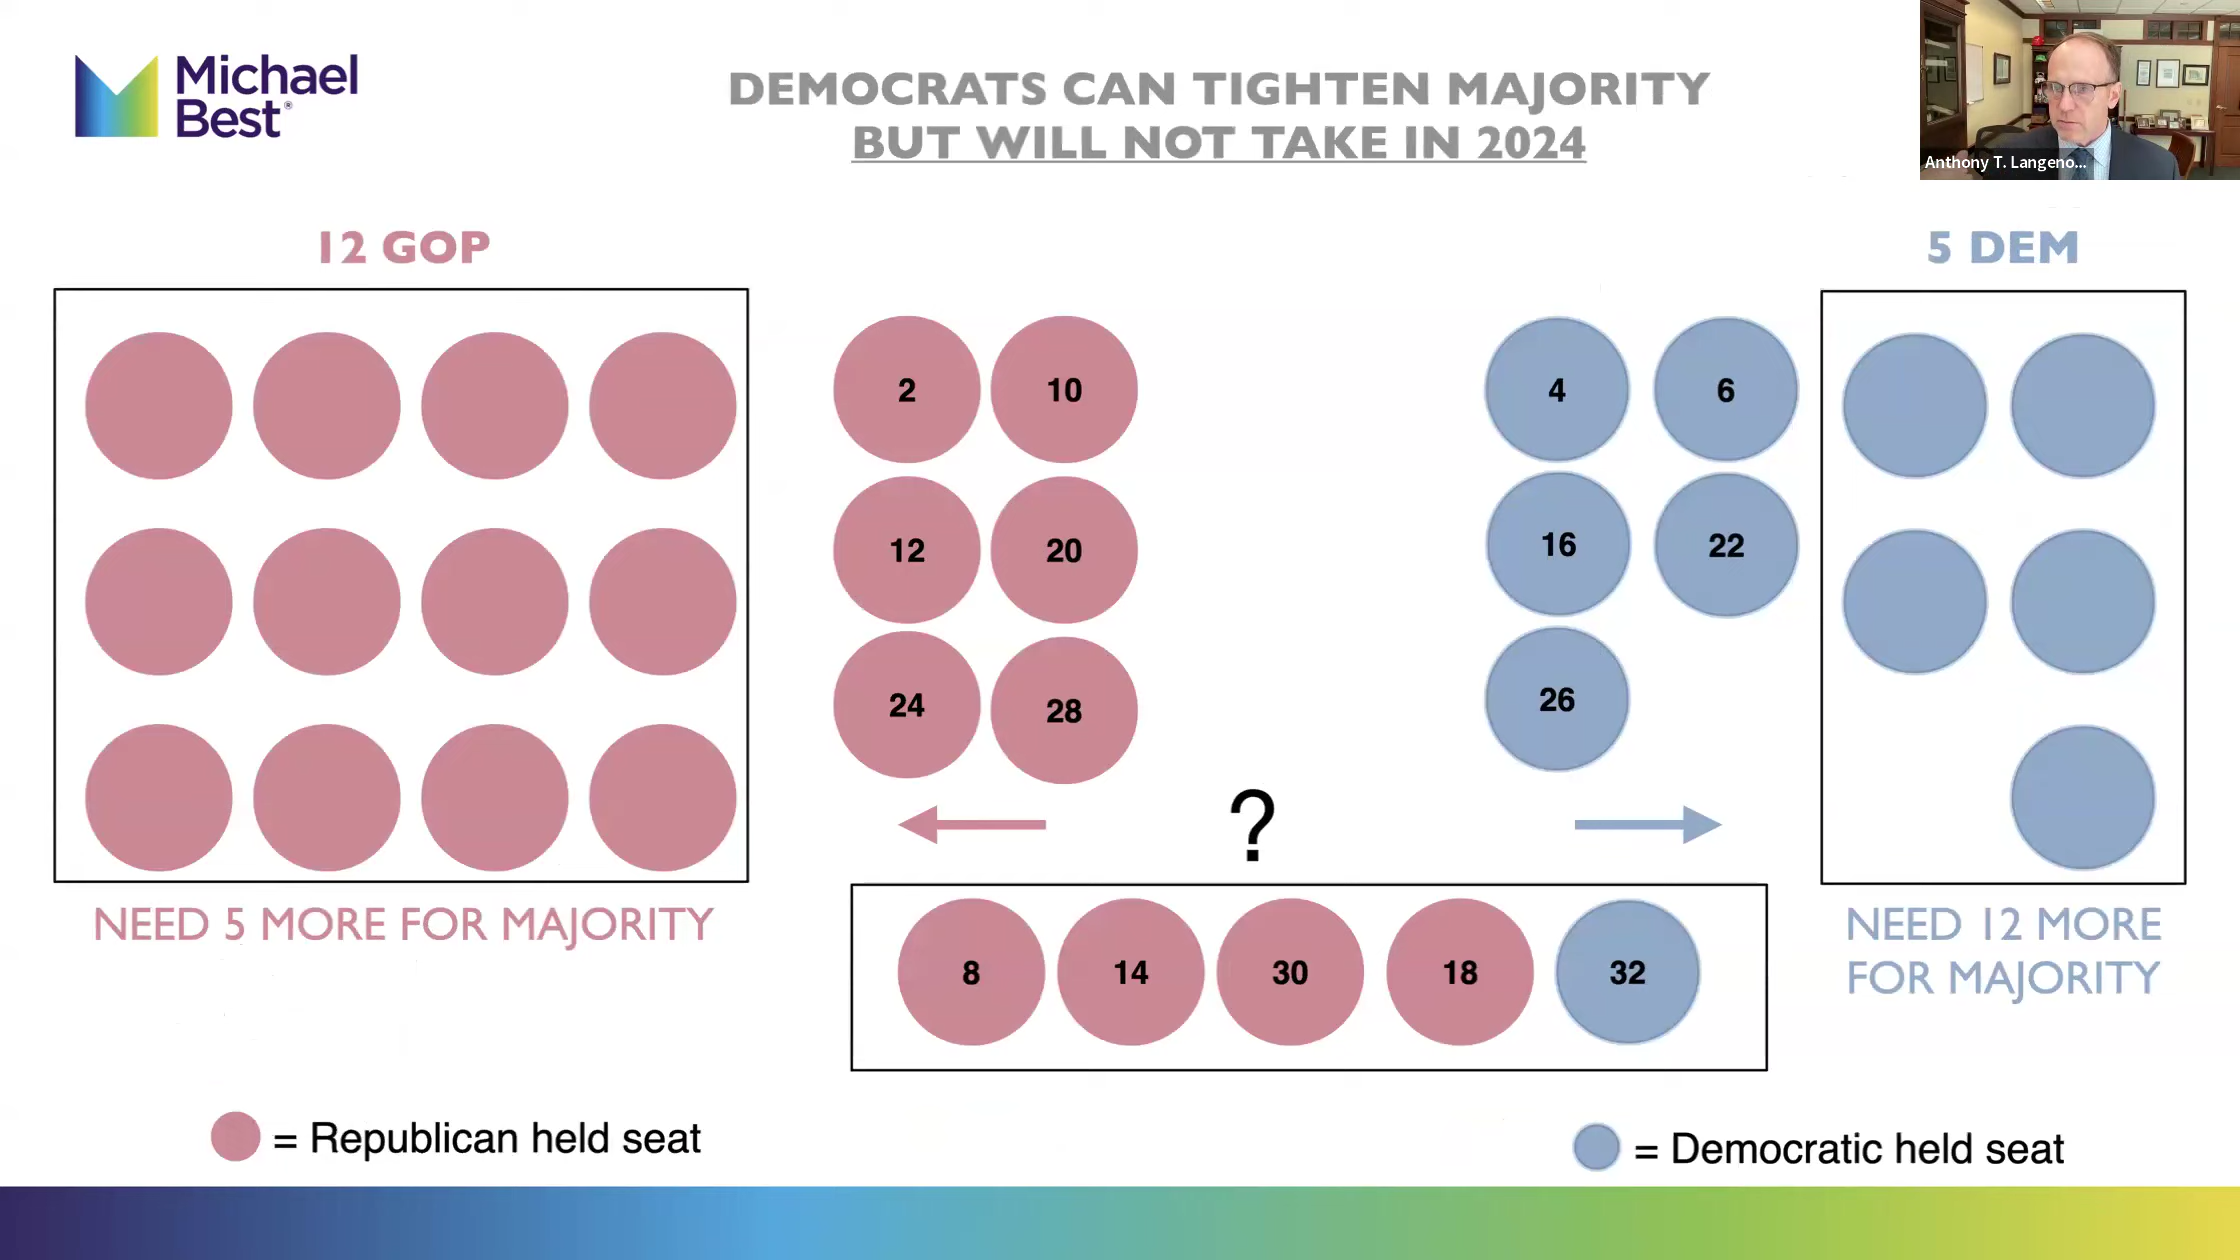 Michael
Best®
DEMOCRATS CAN TIGHTEN MAJORITY
BUT WILL NOT TAKE IN 2024
Anthony T. Langeno...
12 GOP
5 DEM
2
10
4
6
12
20
16
22
24
28
26
?
NEED 5 MORE FOR MAJORITY
NEED 12 MORE
FOR MAJORITY
8
14
30
18
32
= Republican held seat
= Democratic held seat